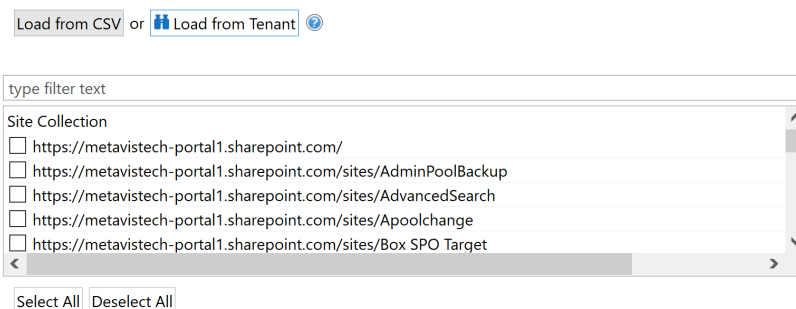 Load from CSV or Load from Tenant
type filter text
Site Collection
https://metavistech-portal1.sharepoint.com/
https://metavistech-portal1.sharepoint.com/sites/AdminPoolBackup
https://metavistech-portal1.sharepoint.com/sites/AdvancedSearch
https://metavistech-portal1.sharepoint.com/sites/Apoolchange
https://metavistech-portal1.sharepoint.com/sites/Box SPO Target
Select All Deselect All